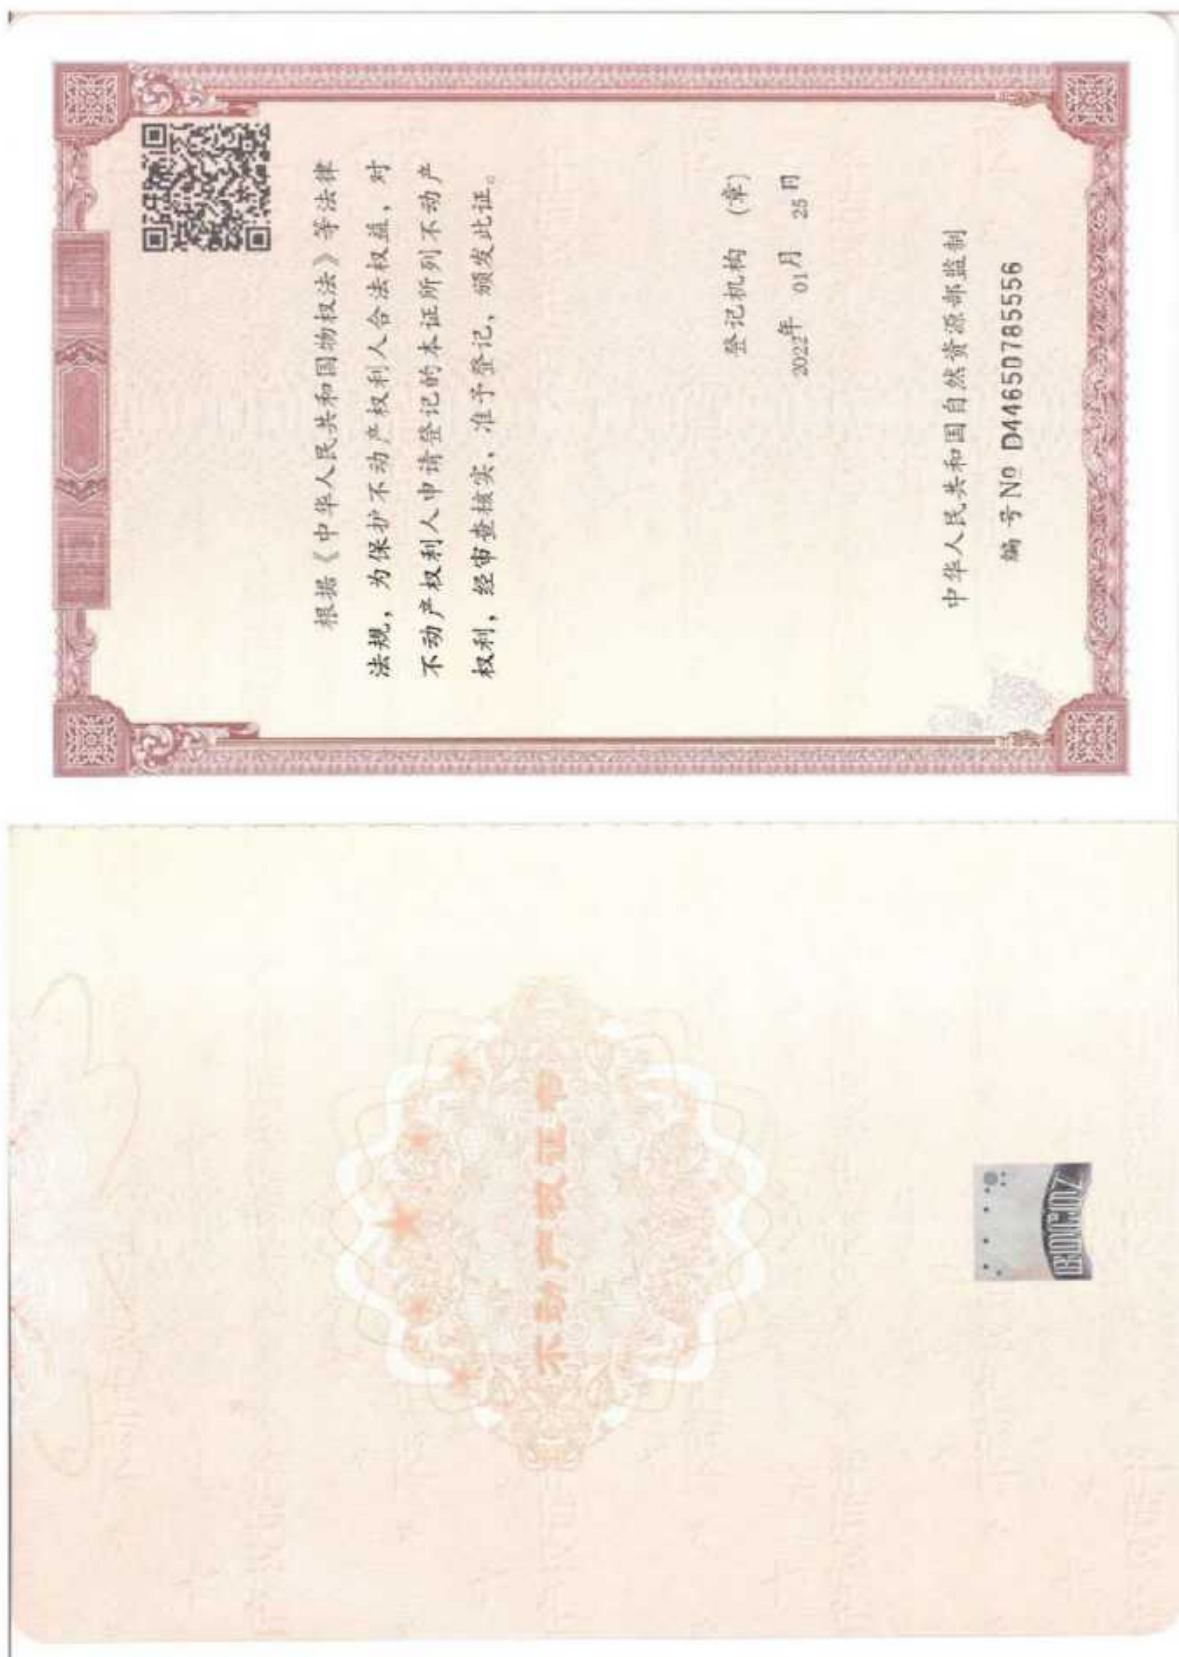 根据《中华人民共和国物权法》等法律
法规，为保护不动产权利人合法权益，对
不动产权利人申请登记的本证所列不动产
权利，经审查核实，准予登记，颁发此证。
登记机构（章）
2022年 01月 25日
中华人民共和国自然资源部监制
编号№ D44650785556
不动产权证书
BDCQZ